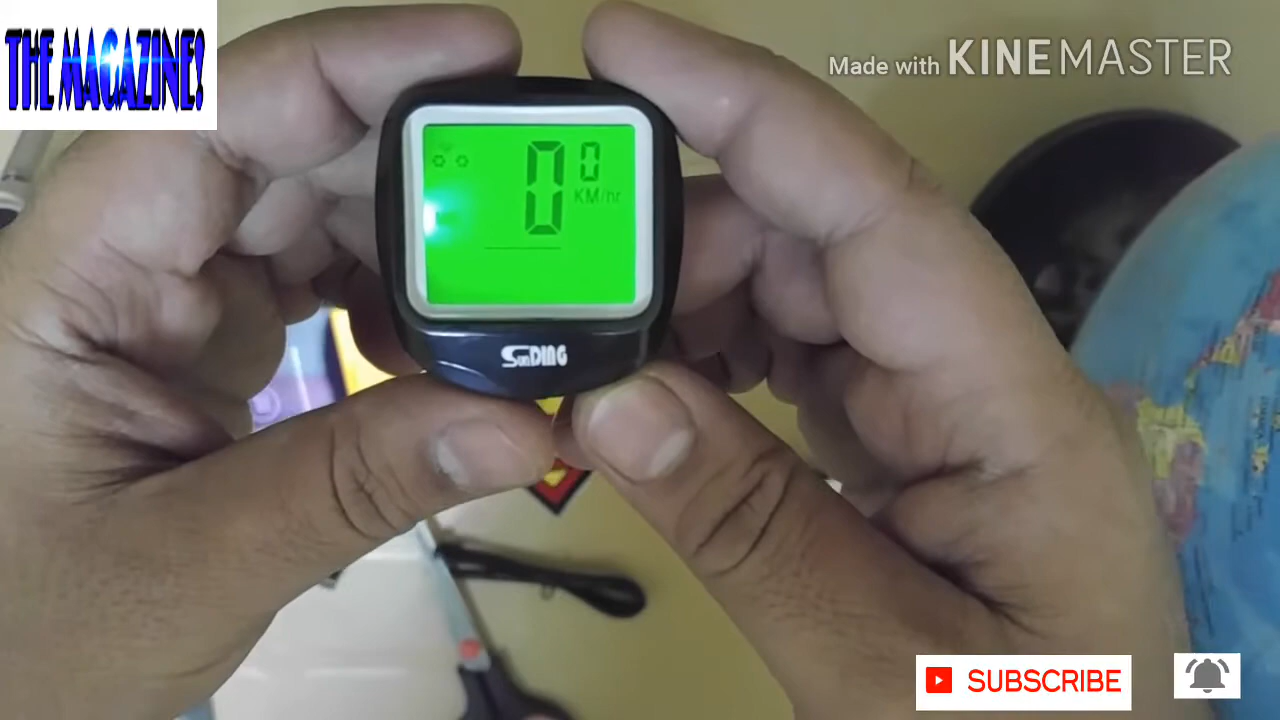 THE MAGAZINE!
Made with KINEMASTER
0 0
KM/hr
SunDING
SUBSCRIBE